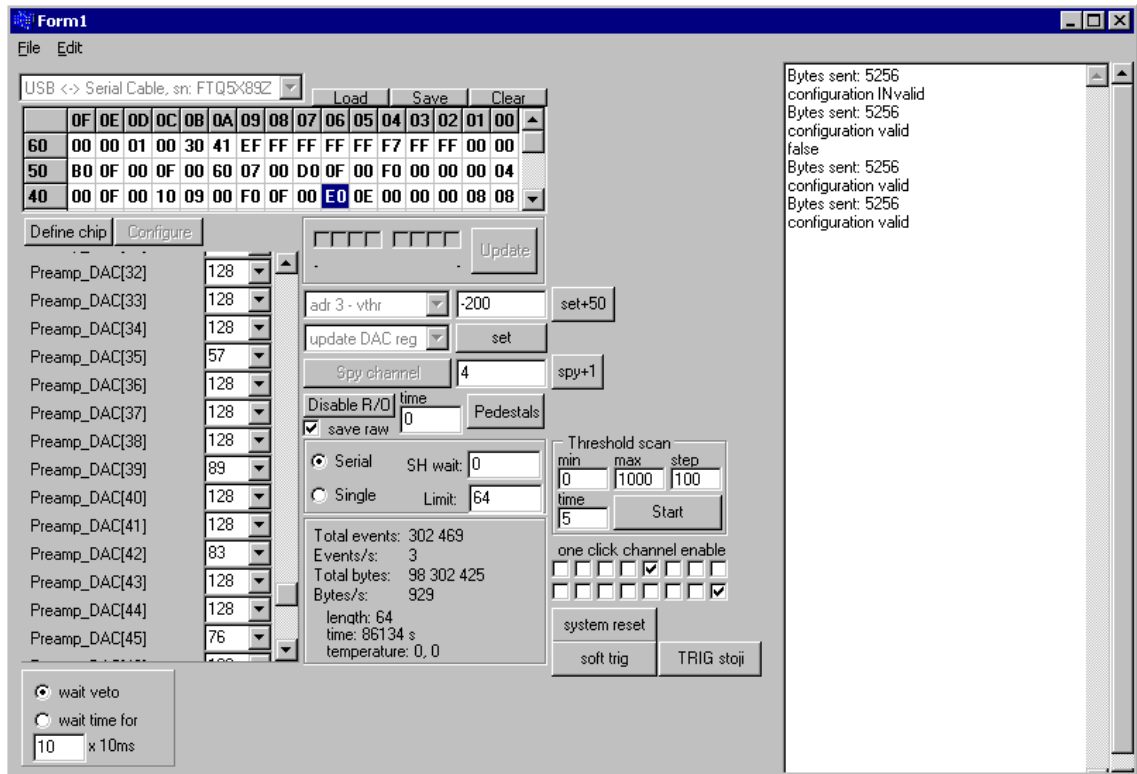 Form1
File Edit
USB <-> Serial Cable, sn: FTQ5X89Z
Load Save Clear
0F 0E 0D 0C 0B 0A 09 08 07 06 05 04 03 02 01 00
60 00 00 01 00 30 41 EF FF FF FF FF F7 FF FF 00 00
50 B0 0F 00 0F 00 60 07 00 D0 0F 00 F0 00 00 00 04
40 00 0F 00 10 09 00 F0 0F 00 E0 0E 00 00 00 08 08
Define chip Configure
Update
- -
Preamp_DAC[32] 128
Preamp_DAC[33] 128
Preamp_DAC[34] 128
Preamp_DAC[35] 57
Preamp_DAC[36] 128
Preamp_DAC[37] 128
Preamp_DAC[38] 128
Preamp_DAC[39] 89
Preamp_DAC[40] 128
Preamp_DAC[41] 128
Preamp_DAC[42] 83
Preamp_DAC[43] 128
Preamp_DAC[44] 128
Preamp_DAC[45] 76
adr 3 - vthr -200 set+50
update DAC reg set
Spy channel 4 spy+1
Disable R/O time
0 Pedestals
save raw
Serial SH wait: 0
Single Limit: 64
Total events: 302 469
Events/s: 3
Total bytes: 98 302 425
Bytes/s: 929
length: 64
time: 86134 s
temperature: 0, 0
Threshold scan
min max step
0 1000 100
time
5 Start
one click channel enable
system reset
soft trig TRIG stoji
wait veto
wait time for
10 x 10ms
Bytes sent: 5256
configuration INvalid
Bytes sent: 5256
configuration valid
false
Bytes sent: 5256
configuration valid
Bytes sent: 5256
configuration valid